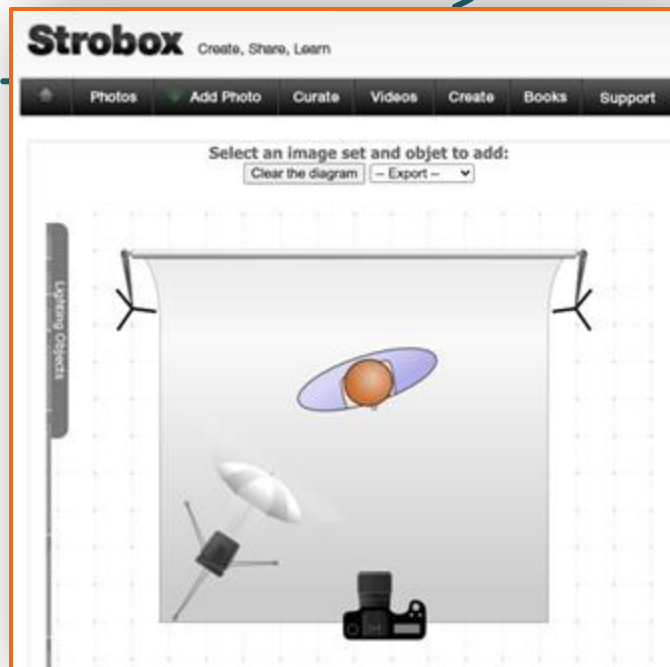 Strobox Create, Share, Learn
Photos Add Photo Curate Videos Create Books Support
Select an image set and objet to add:
Clear the diagram -- Export --
Lighting Objects